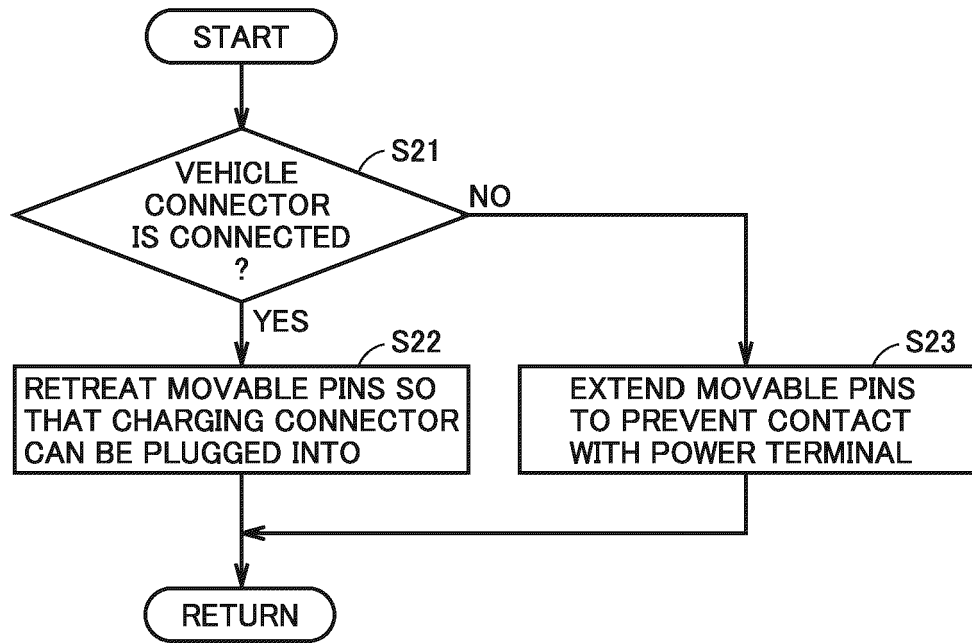 START
S21
VEHICLE
CONNECTOR
IS CONNECTED
?
NO
YES
S22
RETREAT MOVABLE PINS SO
THAT CHARGING CONNECTOR
CAN BE PLUGGED INTO
S23
EXTEND MOVABLE PINS
TO PREVENT CONTACT
WITH POWER TERMINAL
RETURN